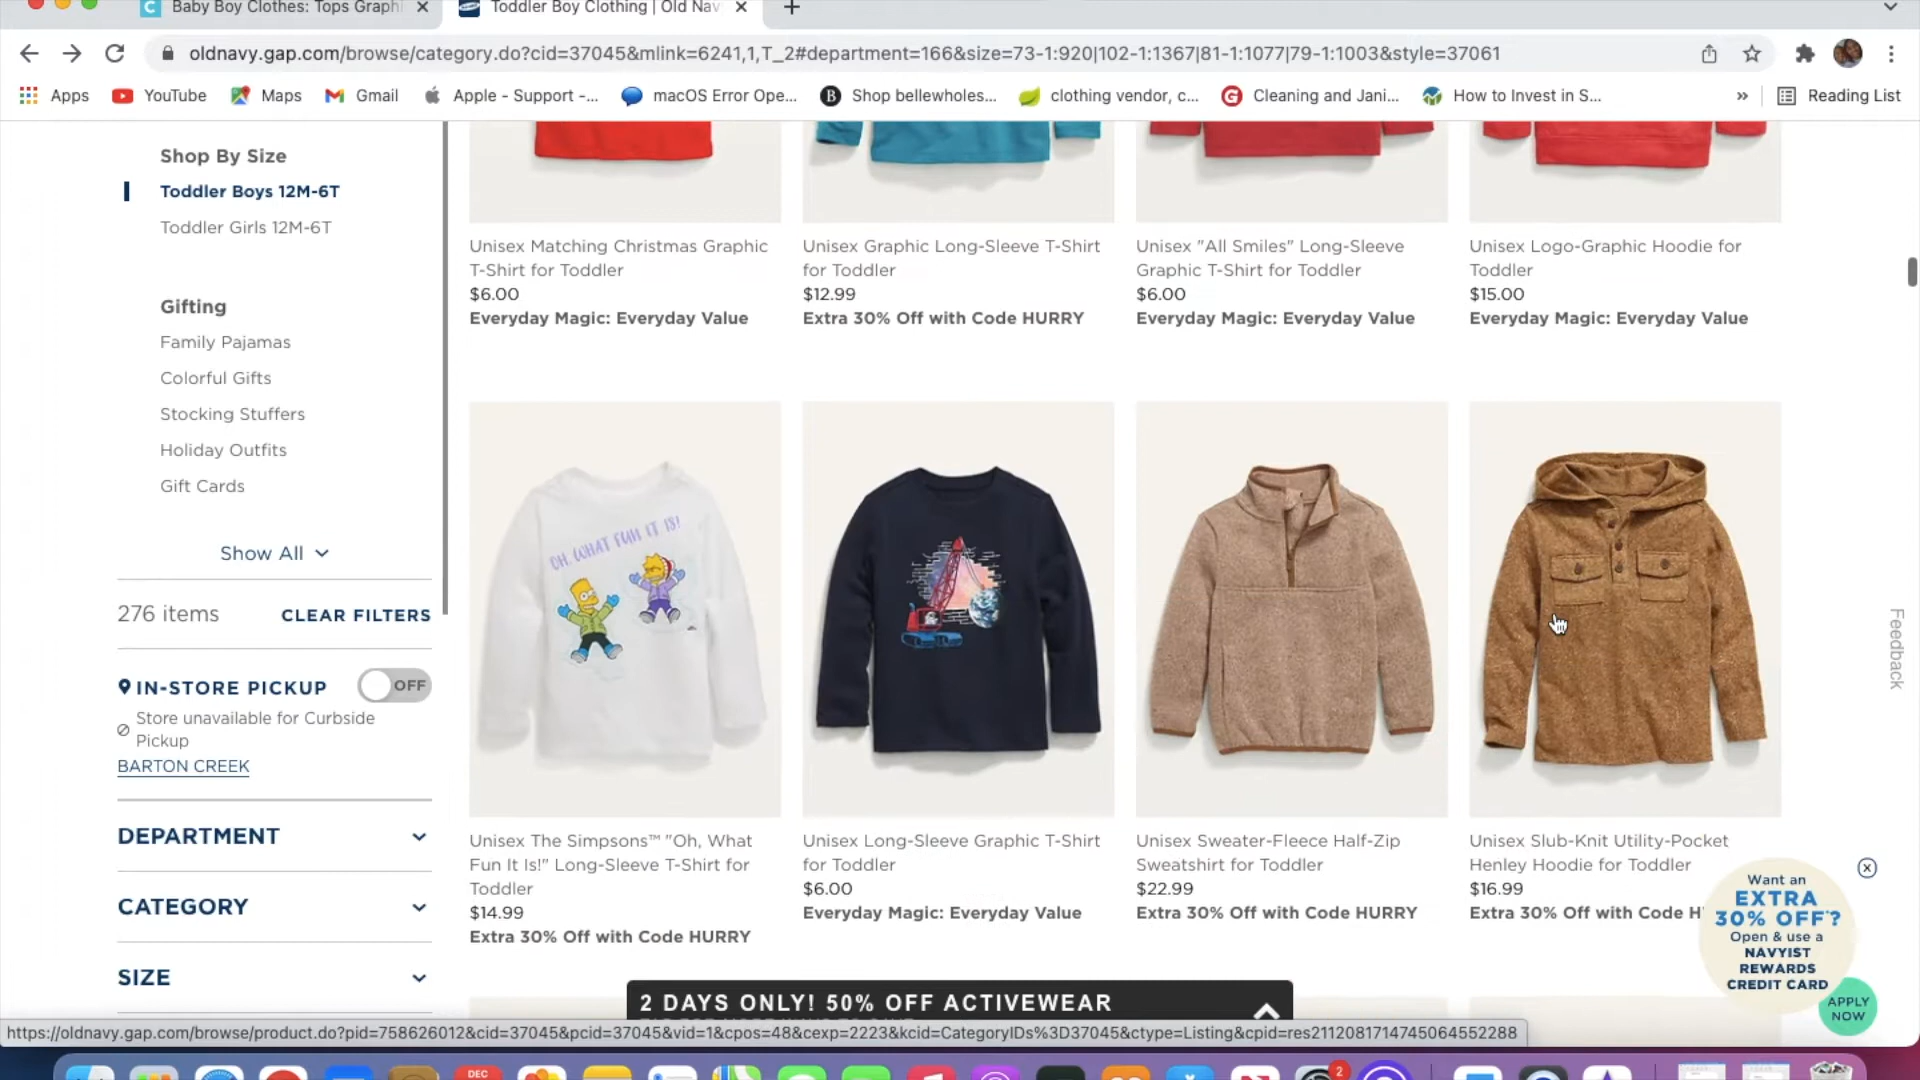 Baby Boy Clothes: Tops Graphi
Toddler Boy Clothing | Old Nav
oldnavy.gap.com/browse/category.do?cid=37045&mlink=6241,1,T_2#department=166&size=73-1:920|102-1:1367|81-1:1077|79-1:1003&style=37061
Apps YouTube Maps Gmail Apple - Support -... macOS Error Ope... Shop bellewholes... clothing vendor, c... Cleaning and Jani... How to Invest in S... » Reading List
Shop By Size
Toddler Boys 12M-6T
Toddler Girls 12M-6T
Gifting
Family Pajamas
Colorful Gifts
Stocking Stuffers
Holiday Outfits
Gift Cards
Show All
276 items CLEAR FILTERS
IN-STORE PICKUP OFF
Store unavailable for Curbside
Pickup
BARTON CREEK
DEPARTMENT
CATEGORY
SIZE
Unisex Matching Christmas Graphic
T-Shirt for Toddler
$6.00
Everyday Magic: Everyday Value
Unisex Graphic Long-Sleeve T-Shirt
for Toddler
$12.99
Extra 30% Off with Code HURRY
Unisex "All Smiles" Long-Sleeve
Graphic T-Shirt for Toddler
$6.00
Everyday Magic: Everyday Value
Unisex Logo-Graphic Hoodie for
Toddler
$15.00
Everyday Magic: Everyday Value
OH, WHAT FUN IT IS!
Unisex The Simpsons™ "Oh, What
Fun It Is!" Long-Sleeve T-Shirt for
Toddler
$14.99
Extra 30% Off with Code HURRY
Unisex Long-Sleeve Graphic T-Shirt
for Toddler
$6.00
Everyday Magic: Everyday Value
Unisex Sweater-Fleece Half-Zip
Sweatshirt for Toddler
$22.99
Extra 30% Off with Code HURRY
Unisex Slub-Knit Utility-Pocket
Henley Hoodie for Toddler
$16.99
Extra 30% Off with Code H
Feedback
Want an
EXTRA
30% OFF*?
Open & use a
NAVYIST
REWARDS
CREDIT CARD
APPLY
NOW
2 DAYS ONLY! 50% OFF ACTIVEWEAR
https://oldnavy.gap.com/browse/product.do?pid=758626012&cid=37045&pcid=37045&vid=1&cpos=48&cexp=2223&kcid=CategoryIDs%3D37045&ctype=Listing&cpid=res2112081714745064552288
DEC
2